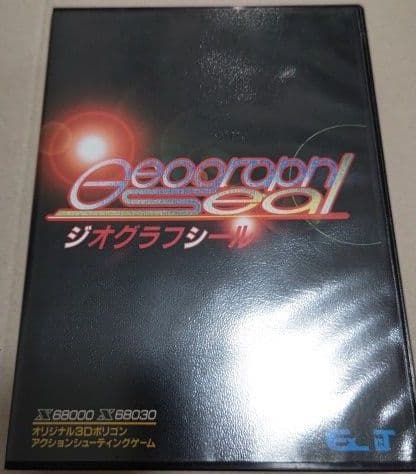 Geograph
Seal
ジオグラフシール
X68000 X68030
オリジナル3Dポリゴン
アクションシューティングゲーム